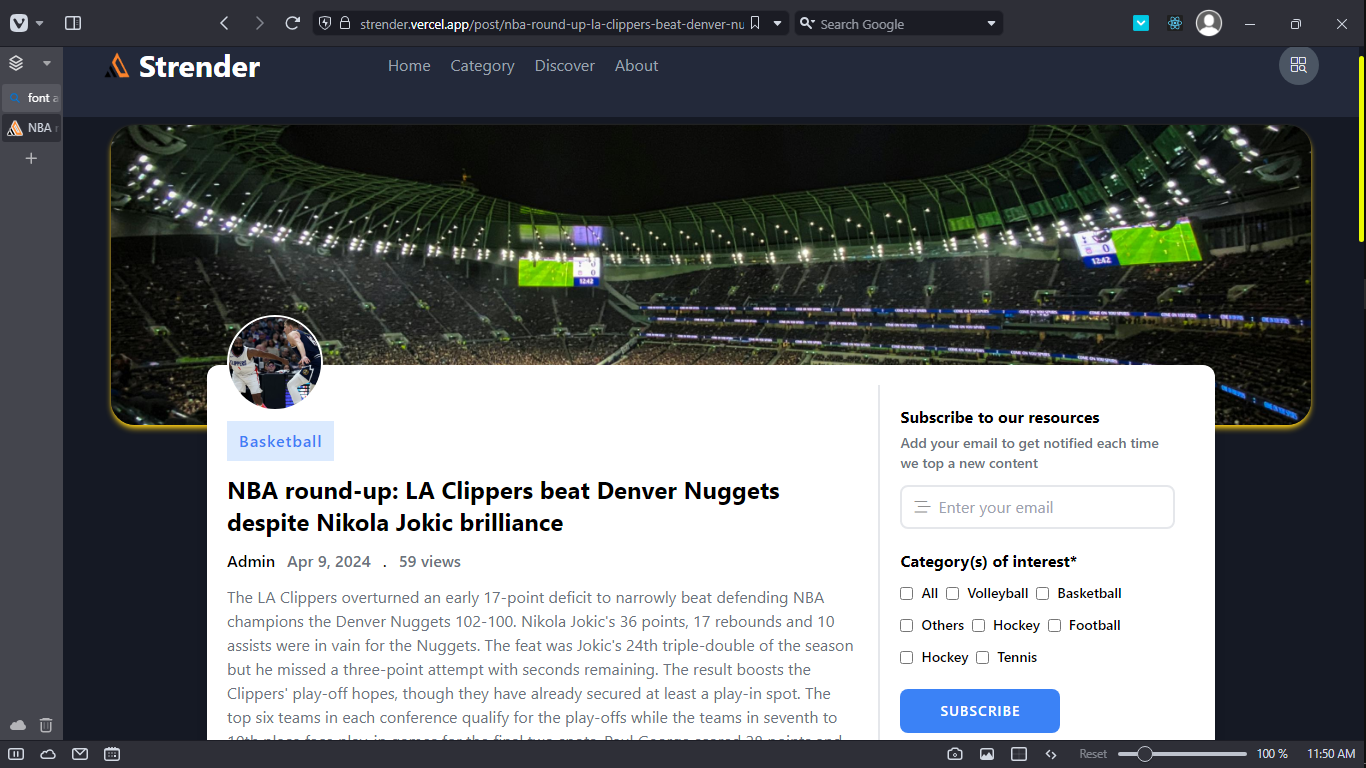 strender.vercel.app/post/nba-round-up-la-clippers-beat-denver-nu
Search Google
font a
NBA r
Strender
Home Category Discover About
12:42
12:42
Basketball
NBA round-up: LA Clippers beat Denver Nuggets
despite Nikola Jokic brilliance
Admin Apr 9, 2024 . 59 views
The LA Clippers overturned an early 17-point deficit to narrowly beat defending NBA
champions the Denver Nuggets 102-100. Nikola Jokic's 36 points, 17 rebounds and 10
assists were in vain for the Nuggets. The feat was Jokic's 24th triple-double of the season
but he missed a three-point attempt with seconds remaining. The result boosts the
Clippers' play-off hopes, though they have already secured at least a play-in spot. The
top six teams in each conference qualify for the play-offs while the teams in seventh to
Subscribe to our resources
Add your email to get notified each time
we top a new content
Enter your email
Category(s) of interest*
All Volleyball Basketball
Others Hockey Football
Hockey Tennis
SUBSCRIBE
Reset 100 % 11:50 AM